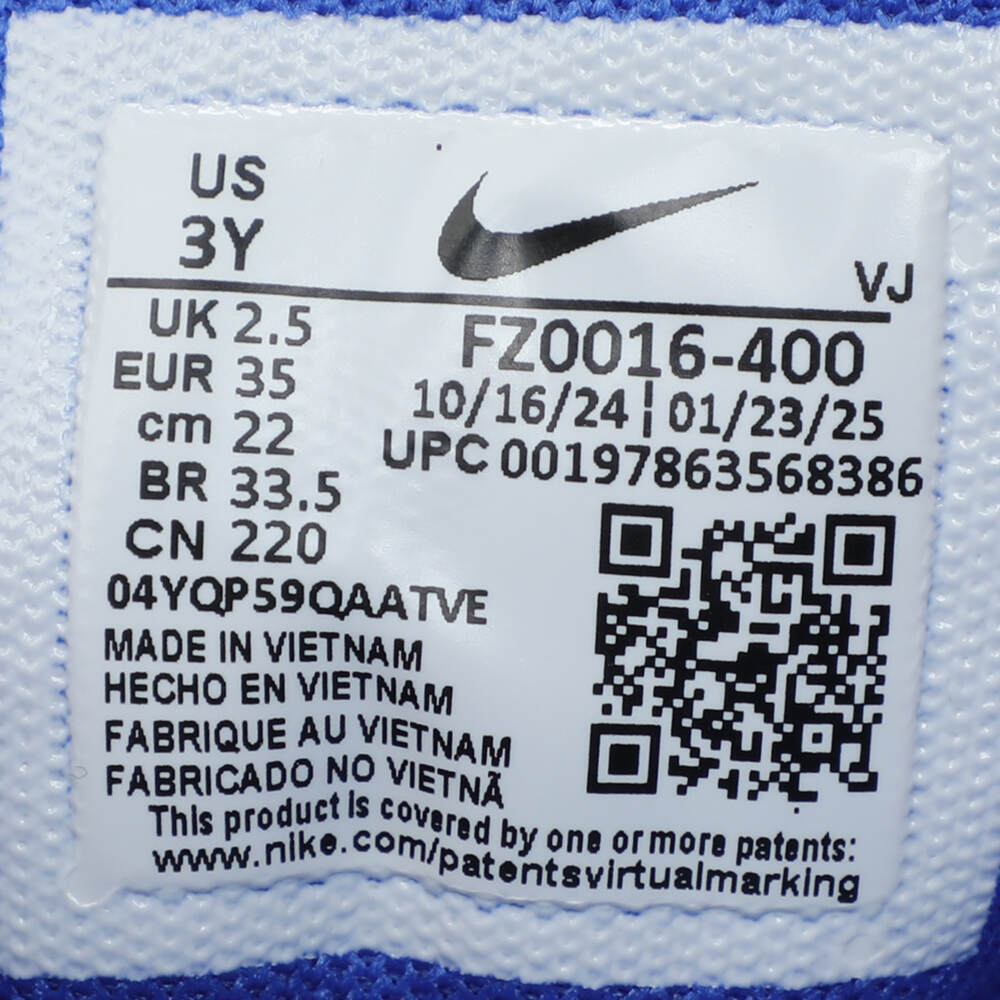 US
3Y
VJ
UK 2.5
EUR 35
cm 22
BR 33.5
CN 220
FZ0016-400
10/16/24 | 01/23/25
UPC 00197863568386
04YQP59QAATVE
MADE IN VIETNAM
HECHO EN VIETNAM
FABRIQUE AU VIETNAM
FABRICADO NO VIETNÃ
This product is covered by one or more patents:
www.nike.com/patentsvirtualmarking